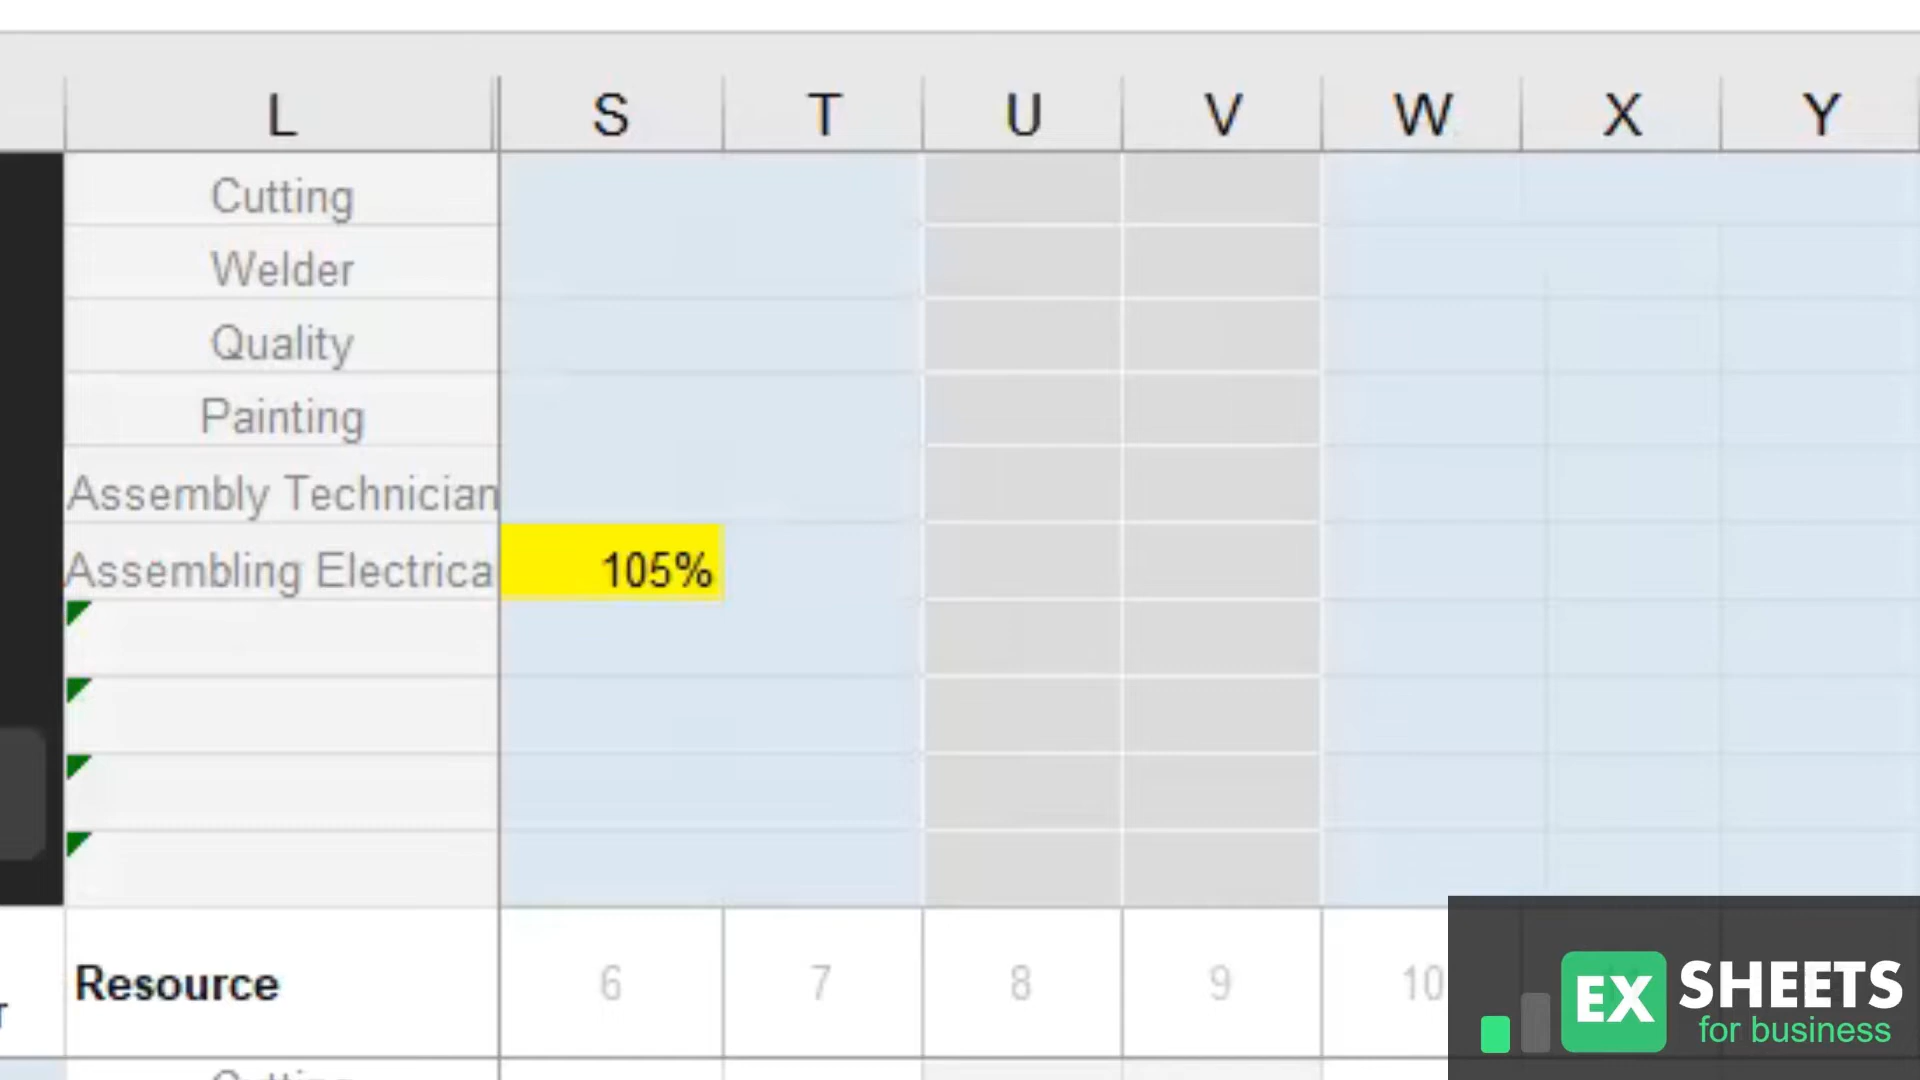 L S T U V W X Y
Cutting
Welder
Quality
Painting
Assembly Technician
Assembling Electrica 105%
Resource 6 7 8 9 10
r
EX SHEETS
for business